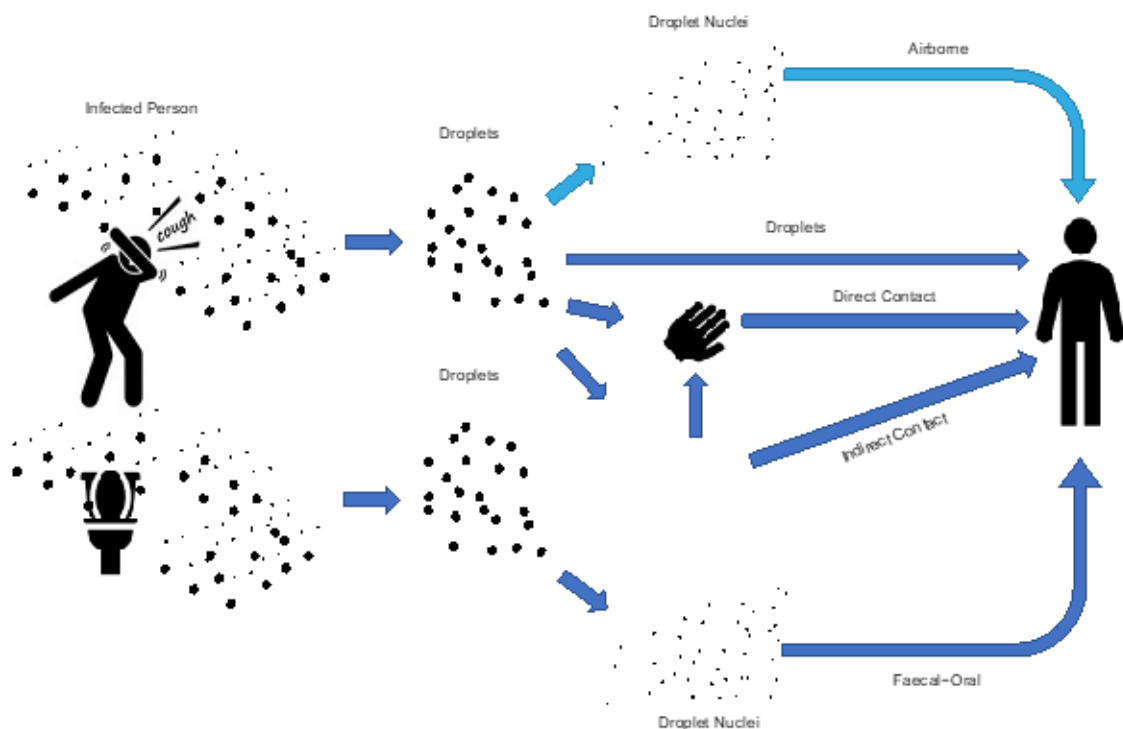 Droplet Nuclei
Airborne
Infected Person
Droplets
cough
Droplets
Direct Contact
Droplets
Indirect Contact
Faecal-Oral
Droplet Nuclei